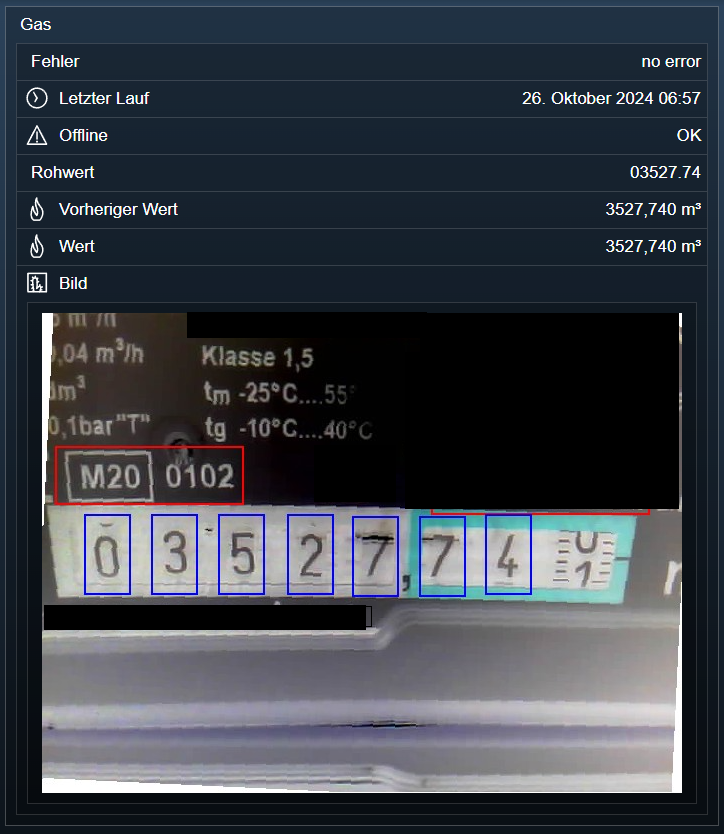 Gas
Fehler no error
Letzter Lauf 26. Oktober 2024 06:57
Offline OK
Rohwert 03527.74
Vorheriger Wert 3527,740 m³
Wert 3527,740 m³
Bild
,04 m³/h Klasse 1,5
m³ tm -25°C....55°
0,1bar"T" tg -10°C....40°C
M20 0102
0 3 5 2 7 , 7 4 0 1